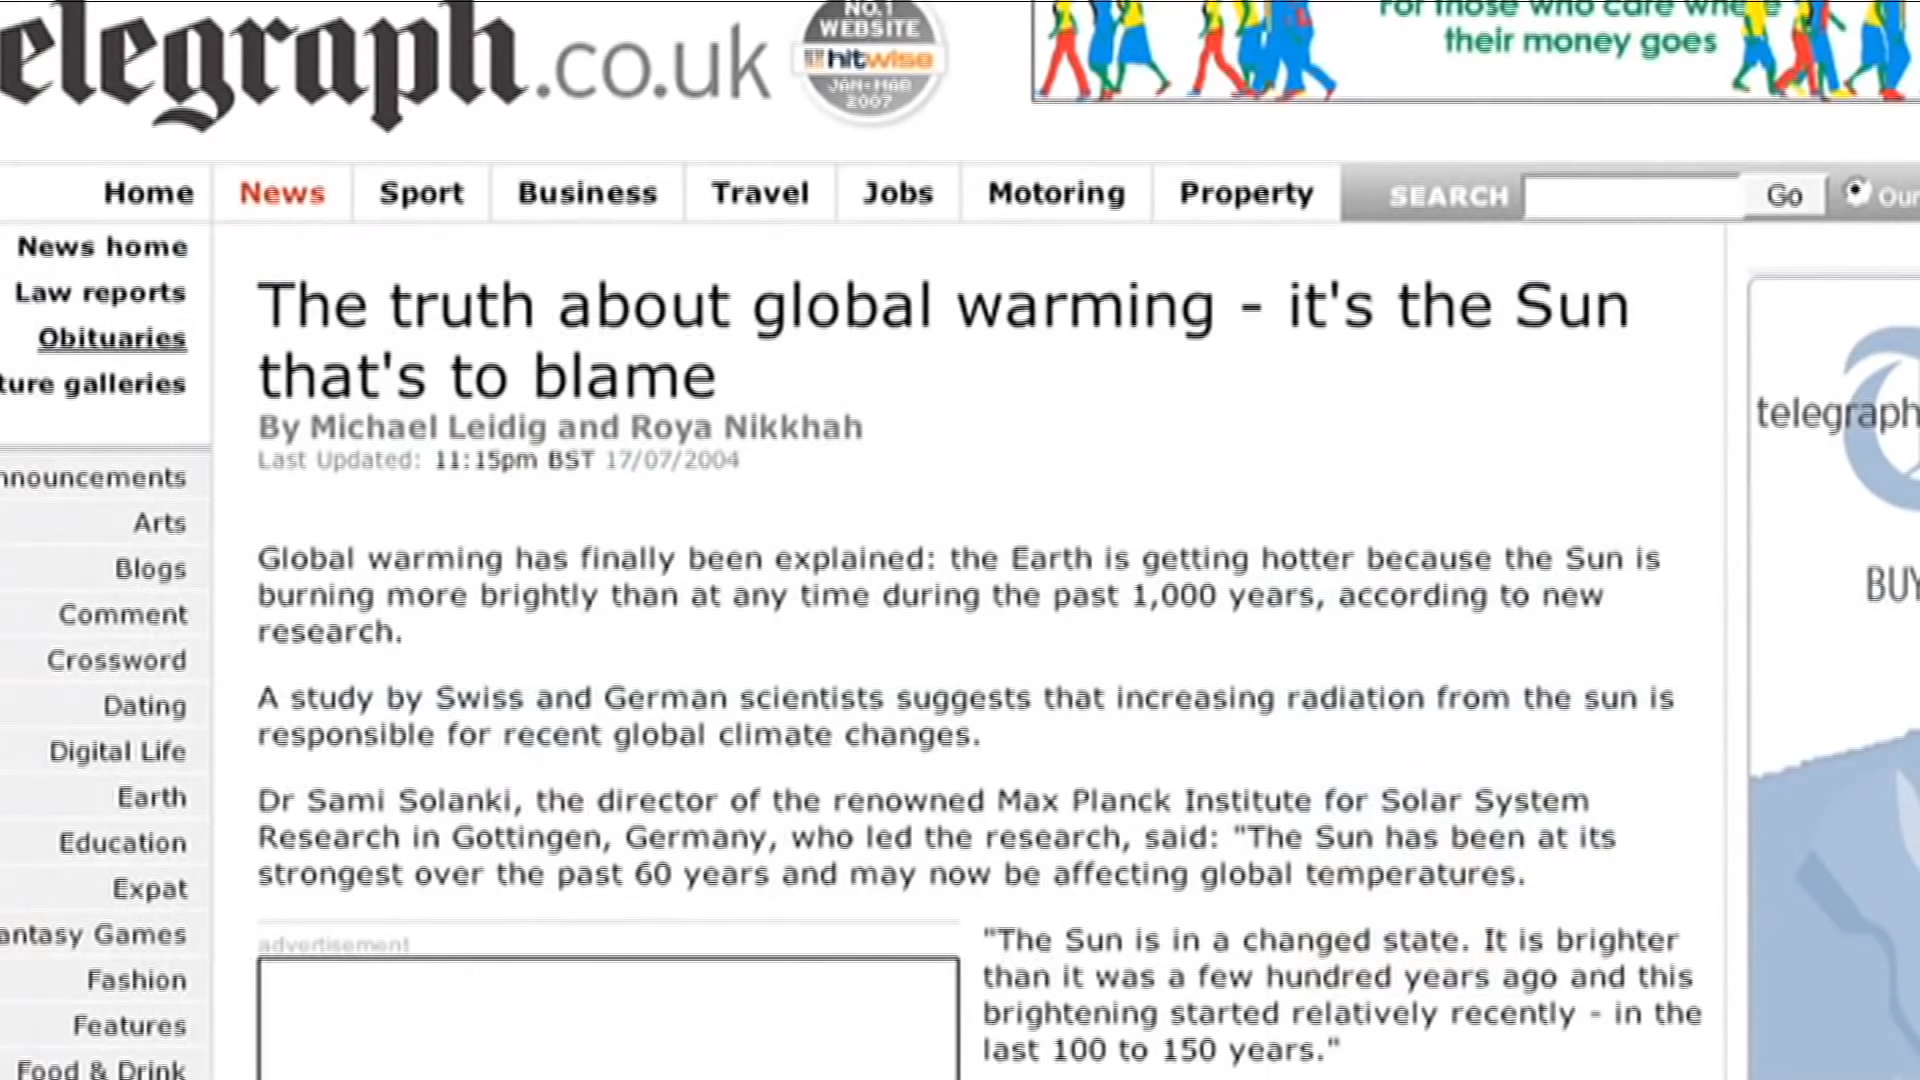 elegraph.co.uk
NO.1
WEBSITE
hitwise
JAN-MAR
2007
For those who care where
their money goes
Home
News
Sport
Business
Travel
Jobs
Motoring
Property
SEARCH
Go
Our
News home
Law reports
Obituaries
ture galleries
nnouncements
Arts
Blogs
Comment
Crossword
Dating
Digital Life
Earth
Education
Expat
antasy Games
Fashion
Features
Food & Drink
The truth about global warming - it's the Sun
that's to blame
By Michael Leidig and Roya Nikkhah
Last Updated: 11:15pm BST 17/07/2004
Global warming has finally been explained: the Earth is getting hotter because the Sun is
burning more brightly than at any time during the past 1,000 years, according to new
research.
A study by Swiss and German scientists suggests that increasing radiation from the sun is
responsible for recent global climate changes.
Dr Sami Solanki, the director of the renowned Max Planck Institute for Solar System
Research in Gottingen, Germany, who led the research, said: "The Sun has been at its
strongest over the past 60 years and may now be affecting global temperatures.
advertisement
"The Sun is in a changed state. It is brighter
than it was a few hundred years ago and this
brightening started relatively recently - in the
last 100 to 150 years."
telegraph
BUY